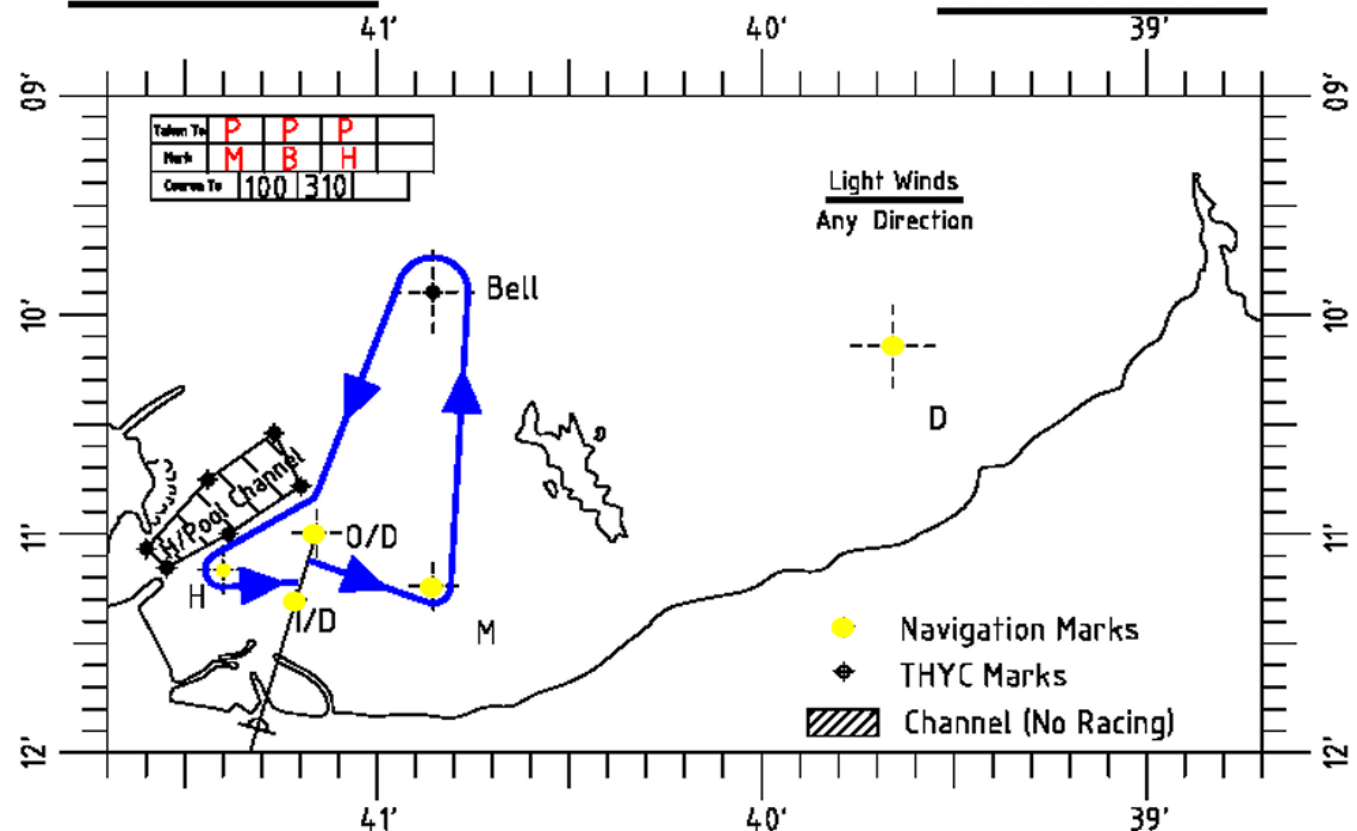 41' 40' 39'
09' 09'
Taken To P P P
Mark M B H
Course To 100 310
Light Winds
Any Direction
Bell
10' 10'
D
H/Pool Channel
11' O/D 11'
H
I/D
M
Navigation Marks
THYC Marks
Channel (No Racing)
12' 12'
41' 40' 39'